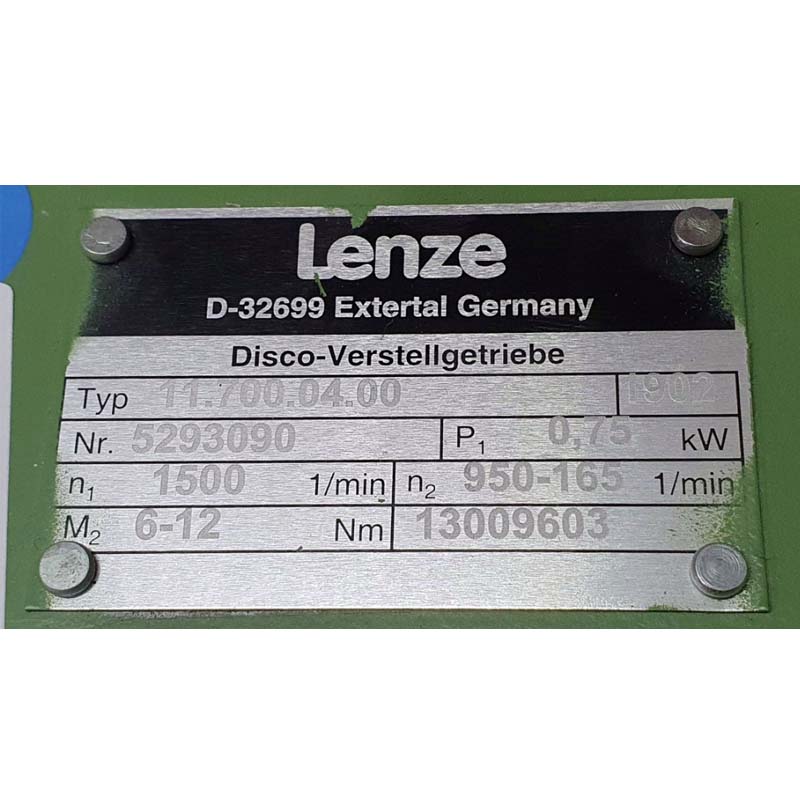 Lenze
D-32699 Extertal Germany
Disco-Verstellgetriebe
Typ 11.700.04.00 1902
Nr. 5293090 P1 0,75 kW
n1 1500 1/min n2 950-165 1/min
M2 6-12 Nm 13009603